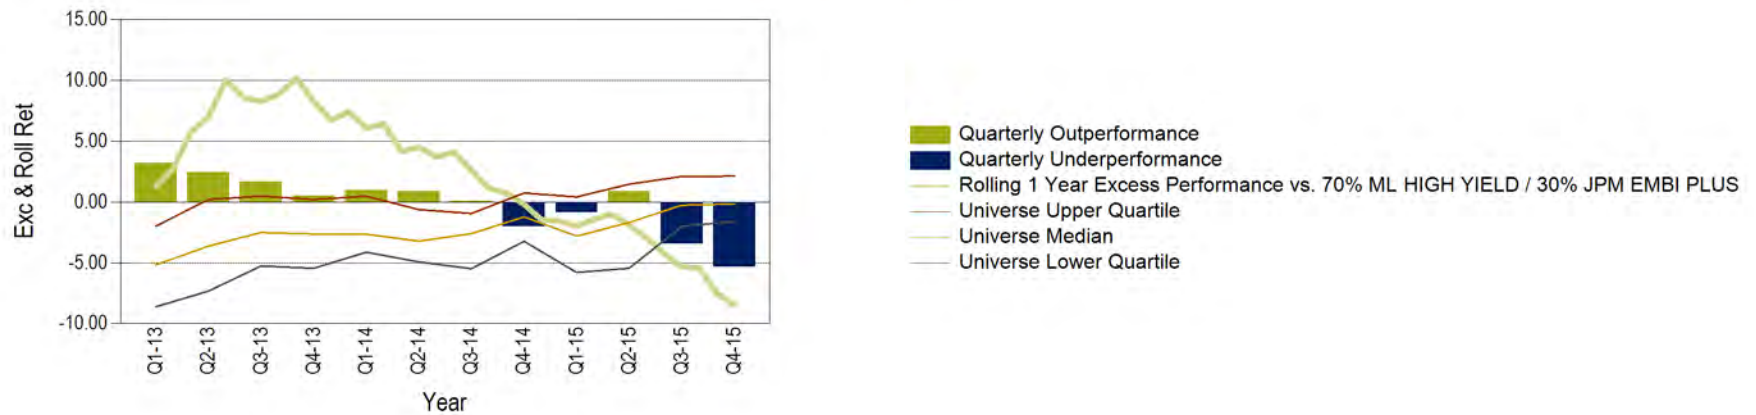 15.00
10.00
5.00
0.00
-5.00
-10.00
Exc & Roll Ret
Q1-13
Q2-13
Q3-13
Q4-13
Q1-14
Q2-14
Q3-14
Q4-14
Q1-15
Q2-15
Q3-15
Q4-15
Year
Quarterly Outperformance
Quarterly Underperformance
Rolling 1 Year Excess Performance vs. 70% ML HIGH YIELD / 30% JPM EMBI PLUS
Universe Upper Quartile
Universe Median
Universe Lower Quartile